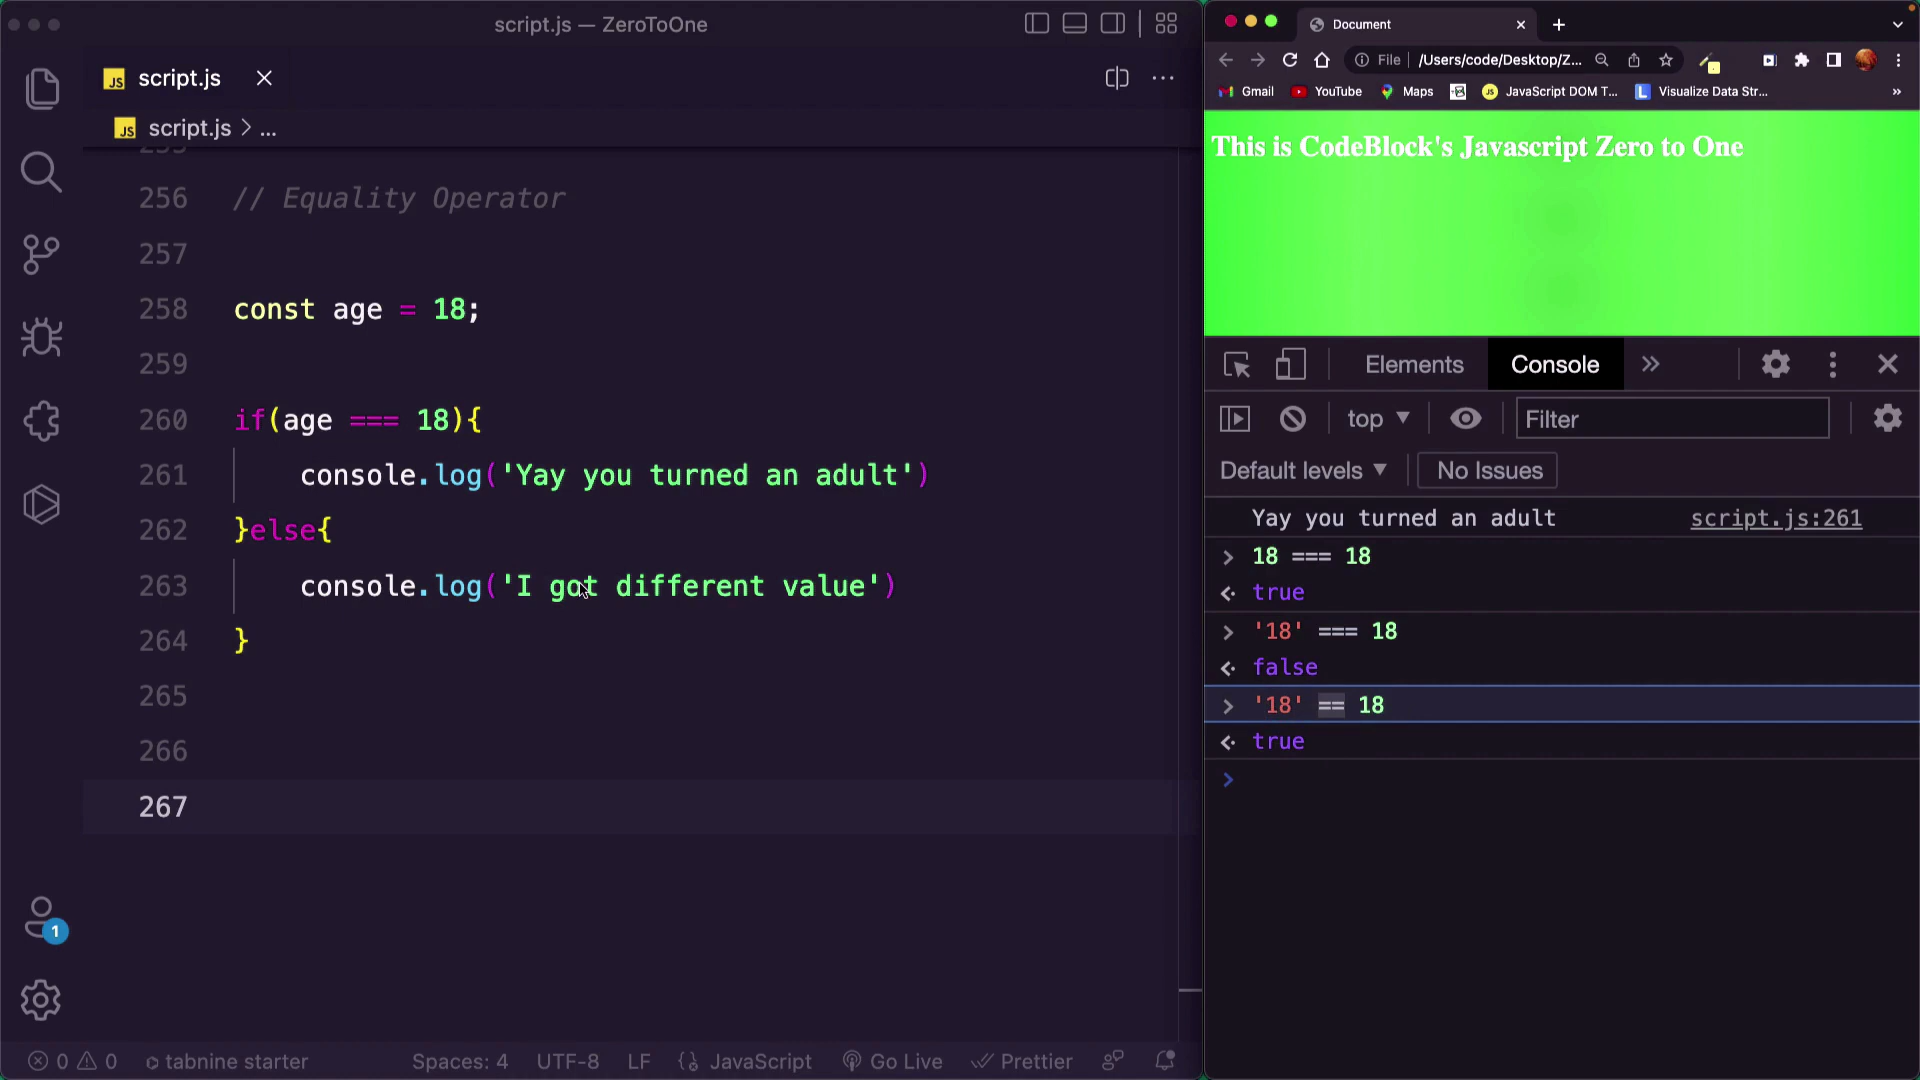 script.js — ZeroToOne
script.js
script.js > ...
256 // Equality Operator
257
258 const age = 18;
259
260 if(age === 18){
261 console.log('Yay you turned an adult')
262 }else{
263 console.log('I got different value')
264 }
265
266
267
1
0 0 tabnine starter Spaces: 4 UTF-8 LF JavaScript Go Live Prettier
Document
File /Users/code/Desktop/Z...
Gmail YouTube Maps JavaScript DOM T... Visualize Data Str... »
This is CodeBlock's Javascript Zero to One
Elements Console »
top Filter
Default levels No Issues
Yay you turned an adult script.js:261
> 18 === 18
true
> '18' === 18
false
> '18' == 18
true
>